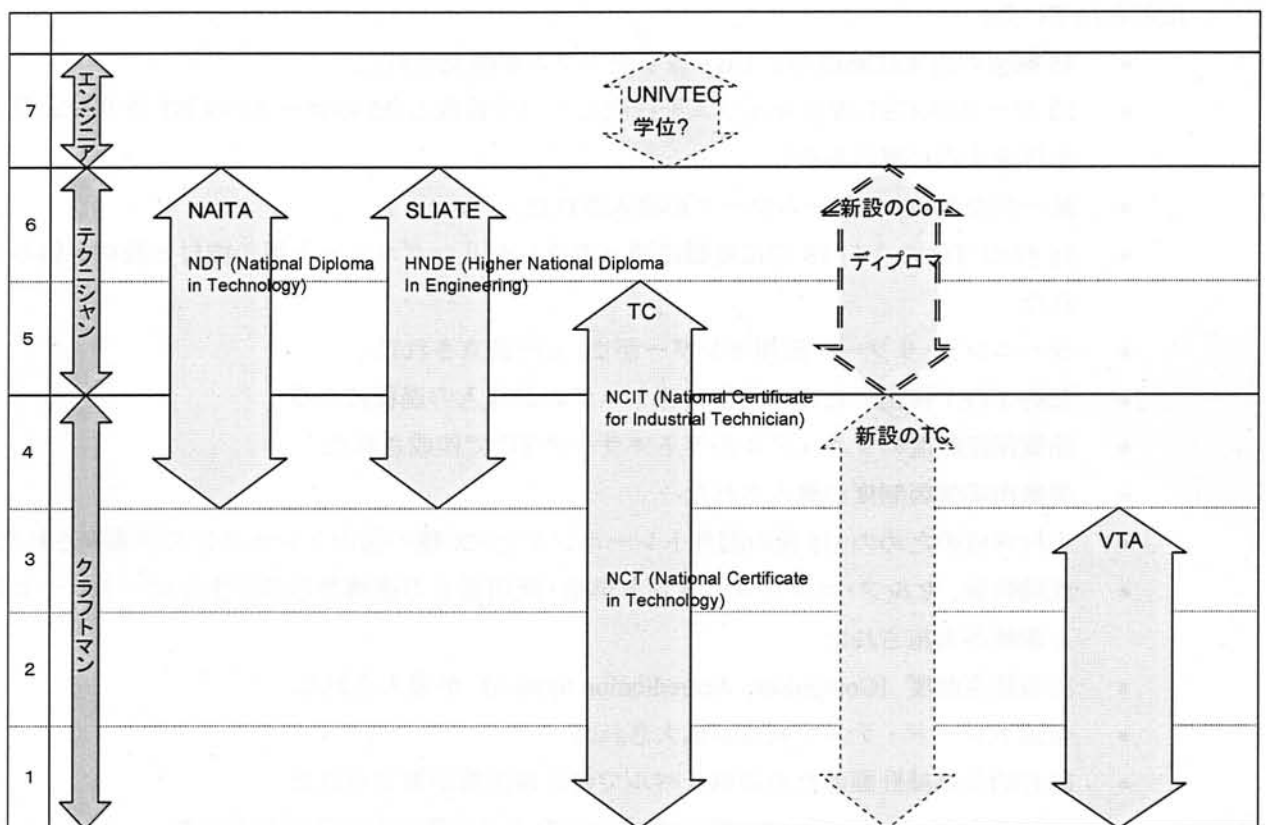 7
エンジニア
UNIVTEC
学位?
6
テクニシャン
NAITA
NDT (National Diploma
in Technology)
SLIATE
HNDE (Higher National Diploma
In Engineering)
新設のCoT
ディプロマ
5
TC
NCIT (National Certificate
for Industrial Technician)
4
クラフトマン
新設のTC
3
VTA
NCT (National Certificate
in Technology)
2
1